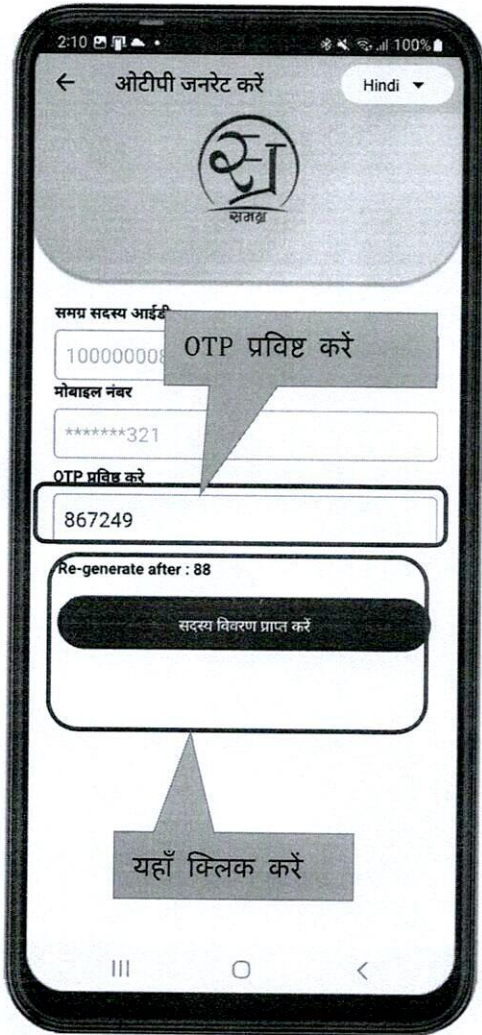 2:10 100%
ओटीपी जनरेट करें Hindi
स्र
समग्र
समग्र सदस्य आईडी
100000008
OTP प्रविष्ट करें
मोबाइल नंबर
*******321
OTP प्रविष्ठ करे
867249
Re-generate after : 88
सदस्य विवरण प्राप्त करें
यहाँ क्लिक करें